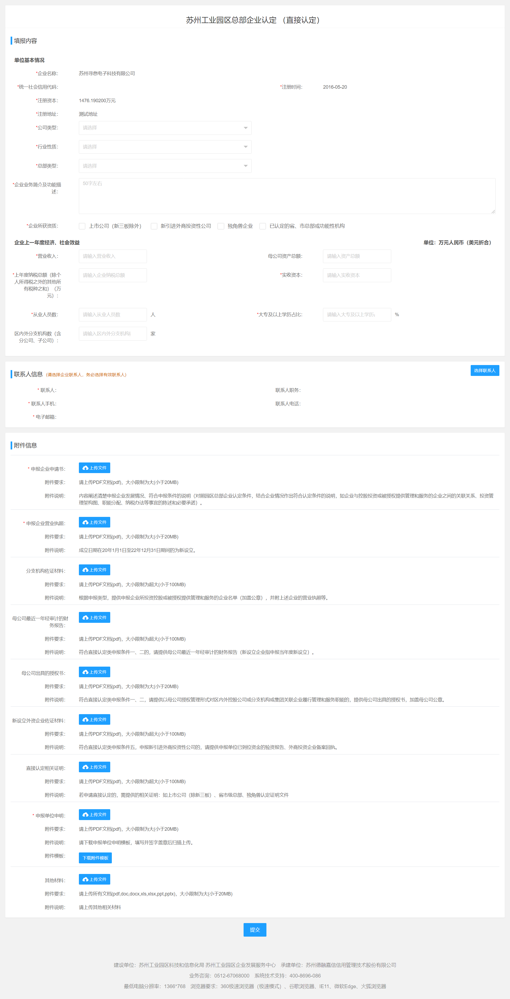 苏州工业园区总部企业认定 （直接认定）
填报内容
单位基本情况
*企业名称： 苏州寻息电子科技有限公司
*统一社会信用代码： *注册时间： 2016-05-20
*注册资本： 1476.190200万元
*注册地址： 测试地址
*公司类型： 请选择
*行业性质： 请选择
*总部类型： 请选择
*企业业务简介及功能描 50字左右
述：
*企业所获资质： 上市公司（新三板除外） 新引进外商投资性公司 独角兽企业 已认定的省、市总部或功能性机构
企业上一年度经济、社会效益 单位：万元人民币（美元折合）
*营业收入： 请输入营业收入 母公司资产总额： 请输入资产总额
*上年度纳税总额（除个 请输入企业纳税总额 *实收资本： 请输入实收资本
人所得税之外的其他所
有税种之和）（万
元）：
*从业人员数： 请输入从业人员数 人 *大专及以上学历占比： 请输入大专及以上学历 %
区内外分支机构数（含 请输入区内外分支机构 家
分公司、子公司）：
联系人信息 （请选择企业联系人，务必选择有效联系人） 选择联系人
* 联系人： 联系人职务：
* 联系人手机： 联系人电话：
* 电子邮箱：
附件信息
* 申报企业申请书： 上传文件
附件要求： 请上传PDF文档(pdf)，大小限制为大(小于20MB)
附件说明： 内容阐述清楚申报企业发展情况、符合申报条件的说明（对照园区总部企业认定条件，结合企业情况作出符合认定条件的说明，如企业与控股投资或被授权提供管理和服务的企业之间的关联关系、投资管
理架构图、职能分配、纳税办法等事宜的陈述和必要承诺）。
* 申报企业营业执照： 上传文件
附件要求： 请上传PDF文档(pdf)，大小限制为大(小于20MB)
附件说明： 成立日期在20年1月1日至22年12月31日期间的为新设立。
分支机构佐证材料： 上传文件
附件要求： 请上传PDF文档(pdf)，大小限制为超大(小于100MB)
附件说明： 根据申报类型，提供申报企业所投资控股或被授权提供管理和服务的企业名单（加盖公章），并附上述企业的营业执照等。
母公司最近一年经审计的财 上传文件
务报告：
附件要求： 请上传PDF文档(pdf)，大小限制为超大(小于100MB)
附件说明： 符合直接认定类申报条件一、二的，请提供母公司最近一年经审计的财务报告（新设立企业指申报当年度新设立）。
母公司出具的授权书： 上传文件
附件要求： 请上传PDF文档(pdf)，大小限制为大(小于20MB)
附件说明： 符合直接认定类申报条件一、二，请提供以母公司授权管理形式对区内外控股公司或分支机构或集团关联企业履行管理和服务职能的，提供母公司出具的授权书，加盖母公司公章。
新设立外资企业佐证材料： 上传文件
附件要求： 请上传PDF文档(pdf)，大小限制为超大(小于100MB)
附件说明： 符合直接认定类申报条件五，申报新引进外商投资性公司的，请提供申报单位已到位资金的验资报告、外商投资企业备案回执。
直接认定相关证明： 上传文件
附件要求： 请上传PDF文档(pdf)，大小限制为超大(小于100MB)
附件说明： 若申请直接认定的，需提供的相关证明：如上市公司（除新三板）、省市级总部、独角兽认定证明文件
* 申报单位申明： 上传文件
附件要求： 请上传PDF文档(pdf)，大小限制为大(小于20MB)
附件说明： 请下载申报单位申明模板，填写并签字盖章后扫描上传。
附件模板： 下载附件模板
其他材料： 上传文件
附件要求： 请上传所有文档(pdf,doc,docx,xls,xlsx,ppt,pptx)，大小限制为大(小于20MB)
附件说明： 请上传其他相关材料
提交
建设单位：苏州工业园区科技和信息化局 苏州工业园区企业发展服务中心 承建单位：苏州德融嘉信信用管理技术股份有限公司
业务咨询：0512-67068000 系统技术支持：400-8696-086
最低电脑分辨率：1366*768 浏览器要求：360极速浏览器（极速模式）、谷歌浏览器、IE11、微软Edge、火狐浏览器